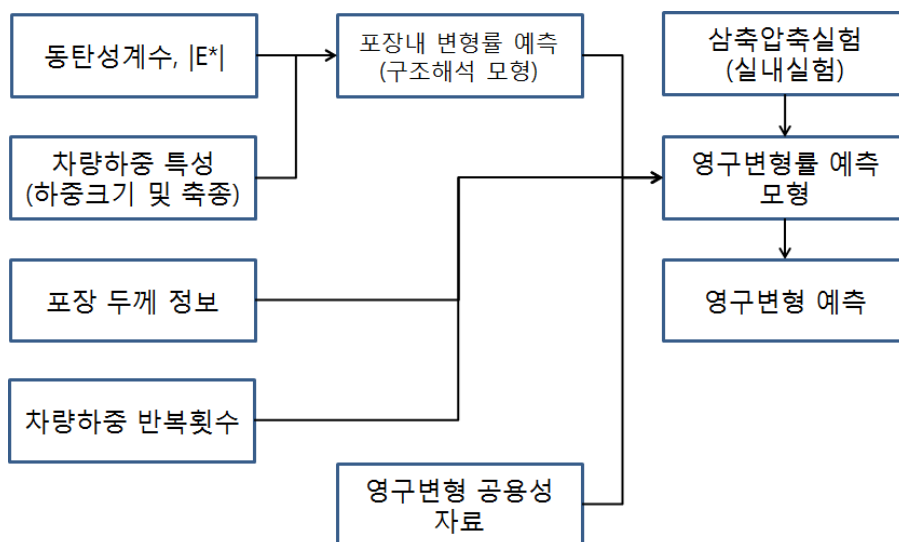 동탄성계수, |E*|
포장내 변형률 예측
(구조해석 모형)
삼축압축실험
(실내실험)
차량하중 특성
(하중크기 및 축종)
영구변형률 예측
모형
포장 두께 정보
영구변형 예측
차량하중 반복횟수
영구변형 공용성
자료